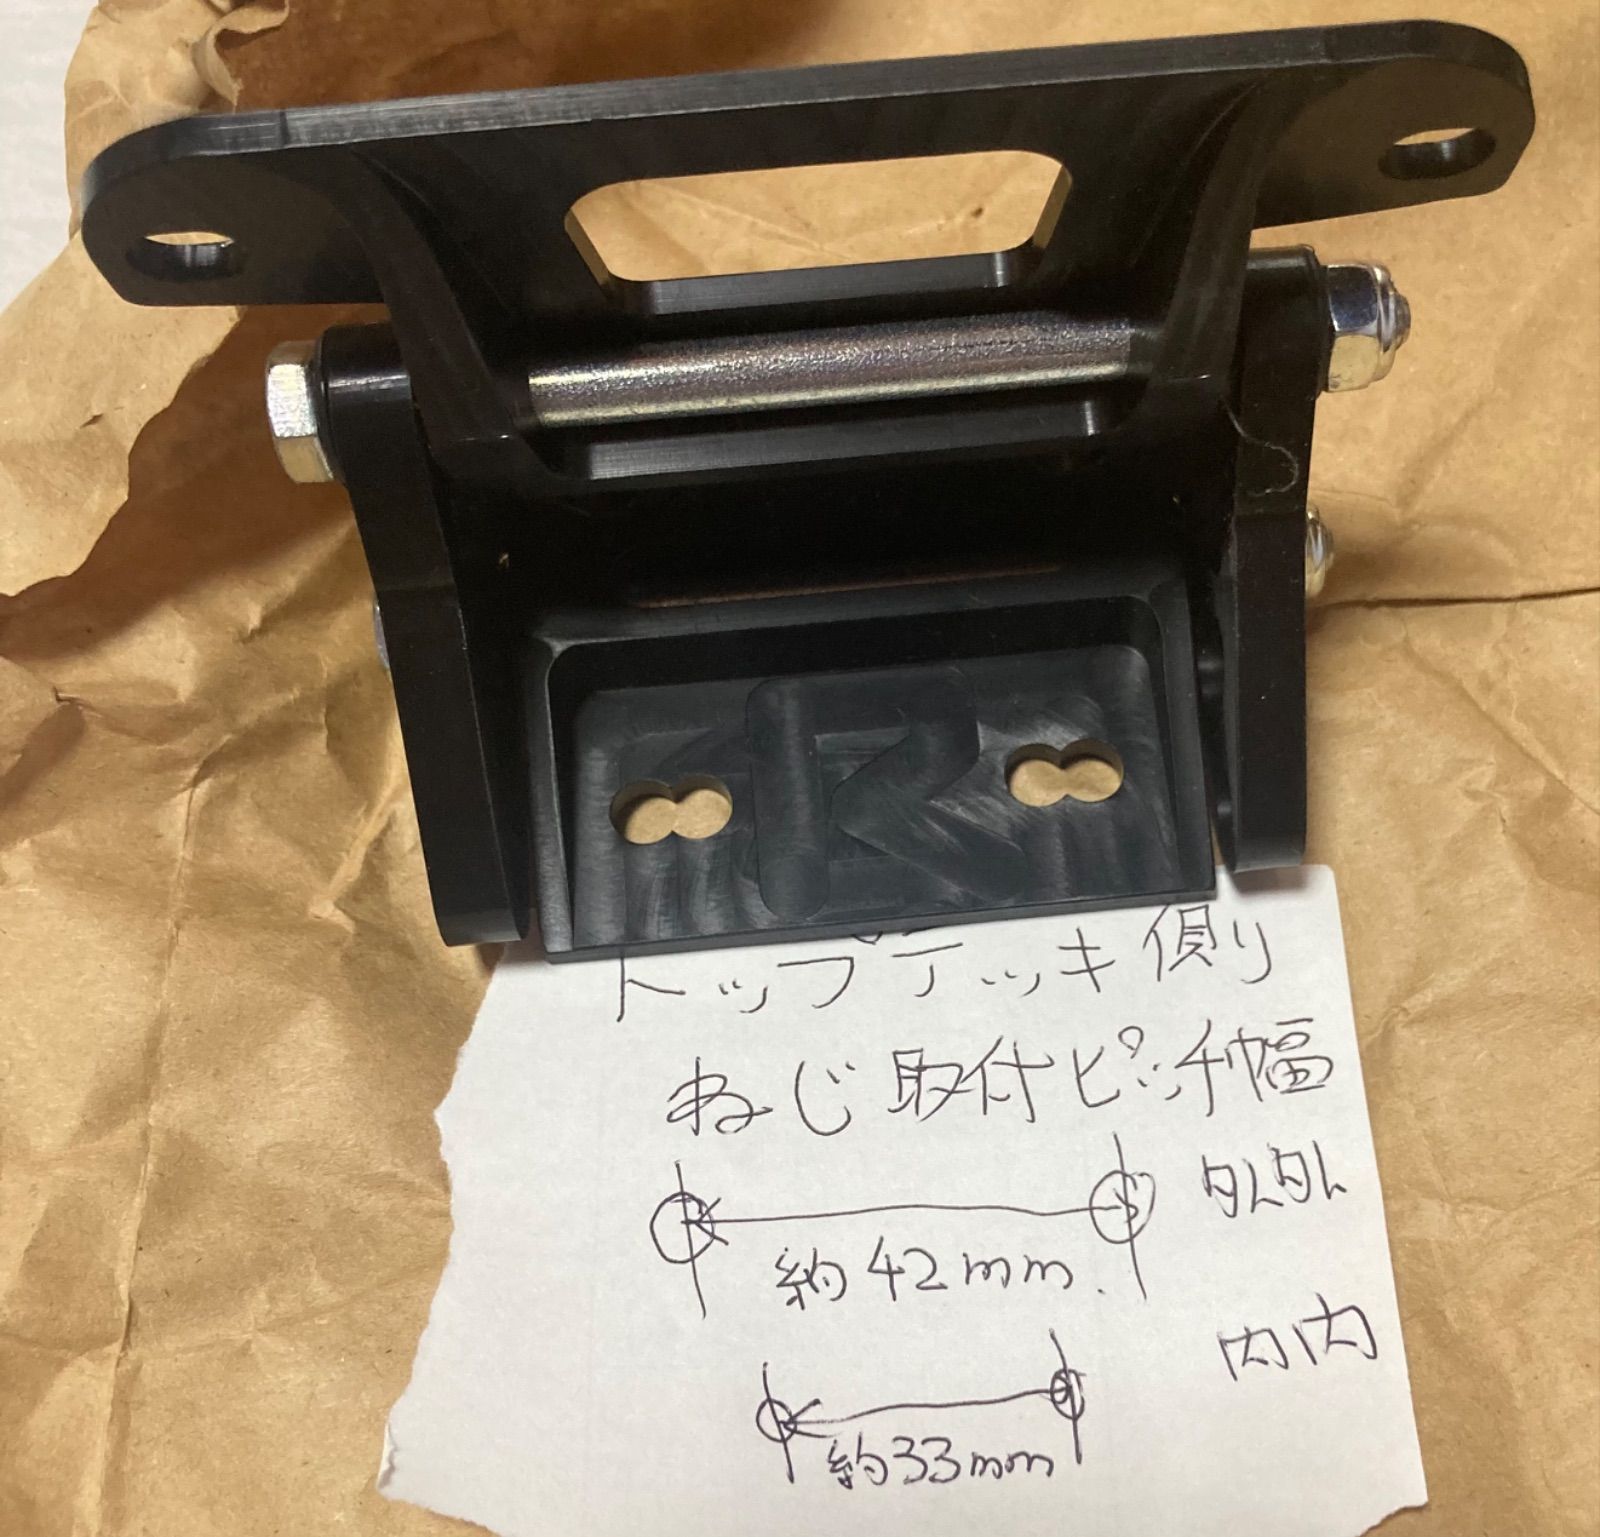 R
トップデッキ側
ねじ取付ピッチ幅
外外
約42mm
内内
約33mm